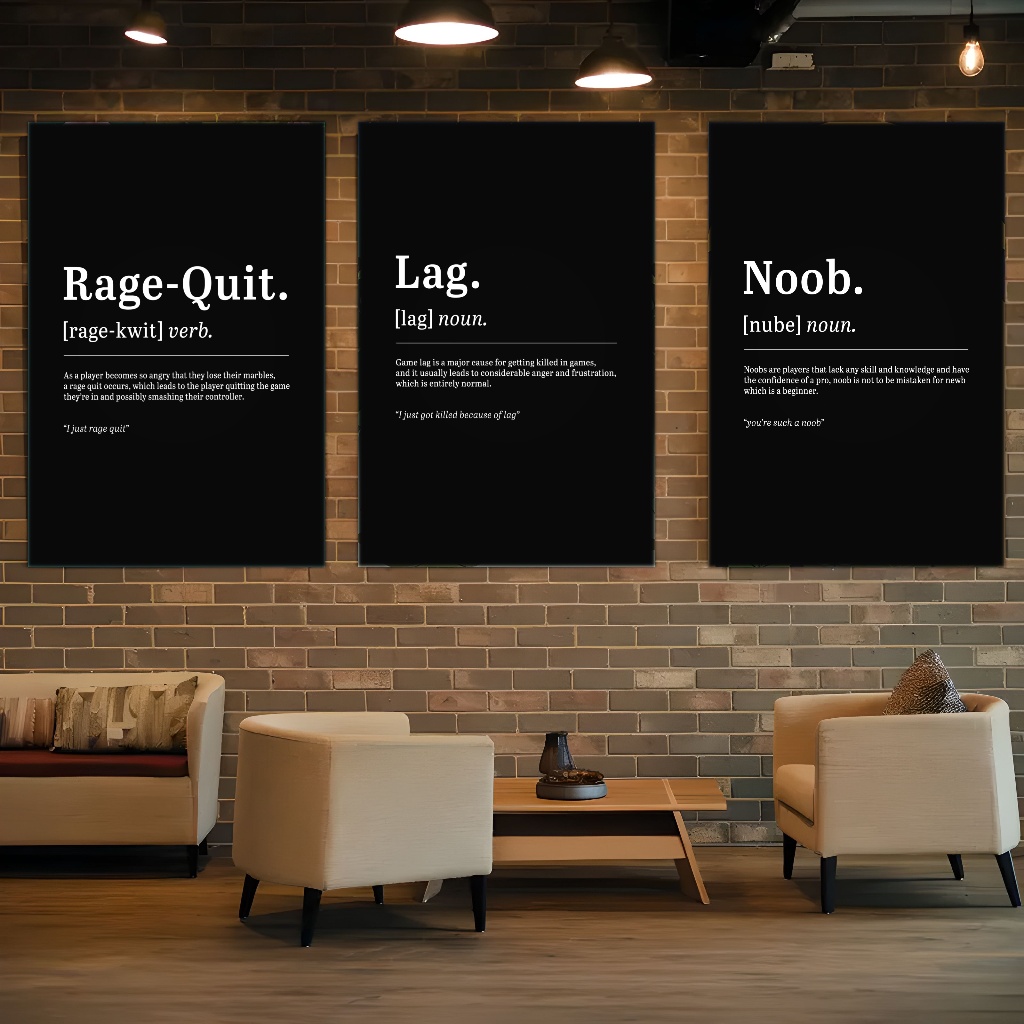 Rage-Quit.
[rage-kwit] verb.
As a player becomes so angry that they lose their marbles,
a rage quit occurs, which leads to the player quitting the game
they're in and possibly smashing their controller.
"I just rage quit"
Lag.
[lag] noun.
Game lag is a major cause for getting killed in games,
and it usually leads to considerable anger and frustration,
which is entirely normal.
"I just got killed because of lag"
Noob.
[nube] noun.
Noobs are players that lack any skill and knowledge and have
the confidence of a pro, noob is not to be mistaken for newb
which is a beginner.
"you're such a noob"